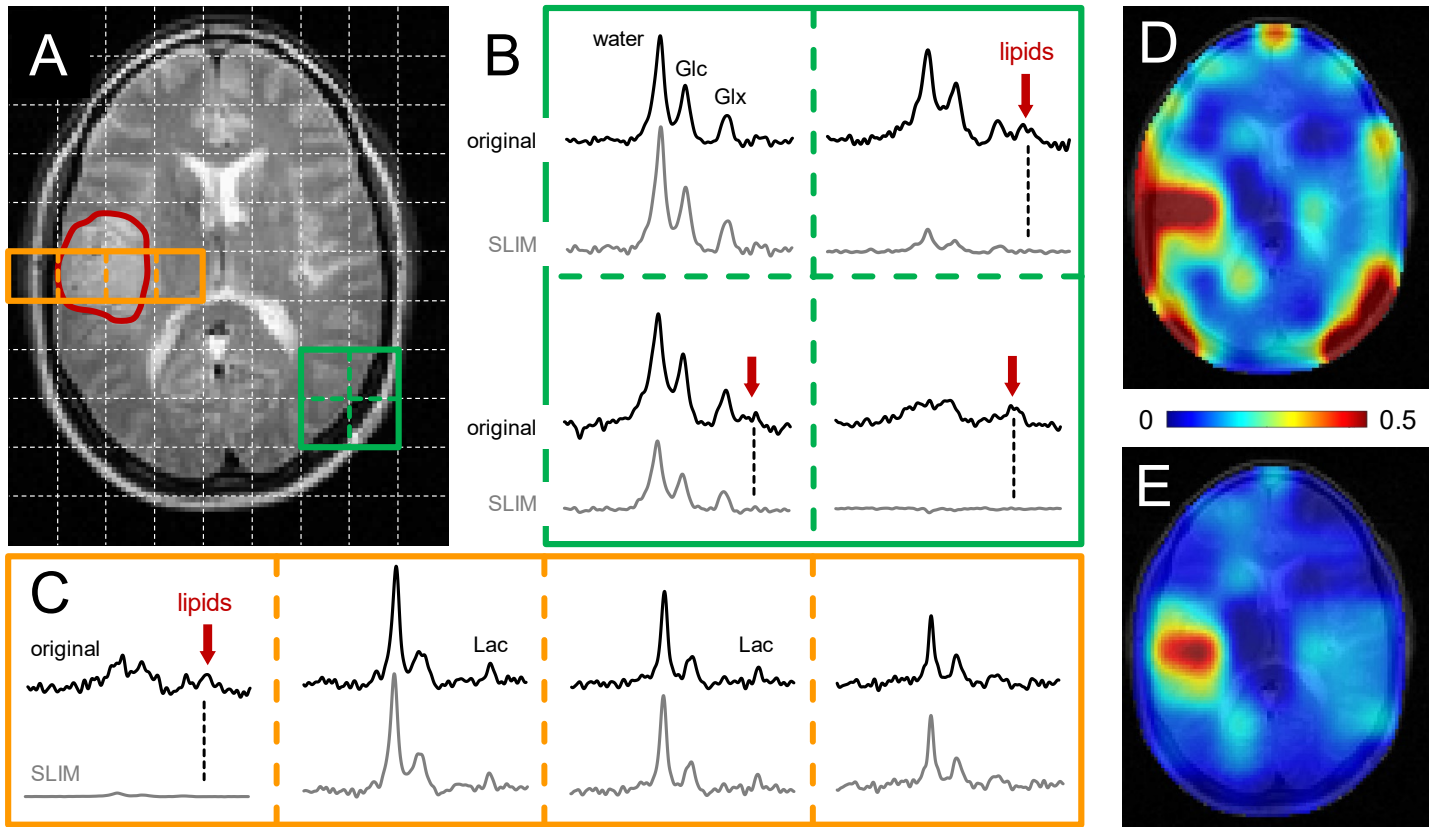 A
B
water
Glc
Glx
original
SLIM
lipids
original
SLIM
D
0
0.5
E
C
lipids
original
SLIM
Lac
Lac